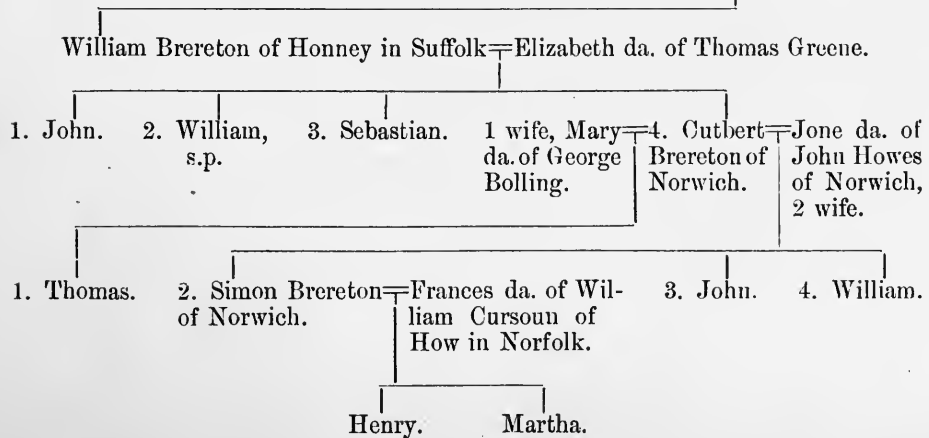 William Brereton of Honney in Suffolk=Elizabeth da. of Thomas Greene.
1. John. 2. William, s.p.
3. Sebastian.
1 wife, Mary=4. Cutbert=Jone da. of
da. of George Brereton of John Howes
Bolling. Norwich. of Norwich,
2 wife.
1. Thomas. 2. Simon Brereton=Frances da. of Wil-
of Norwich. liam Cursoun of
How in Norfolk.
3. John. 4. William.
Henry. Martha.